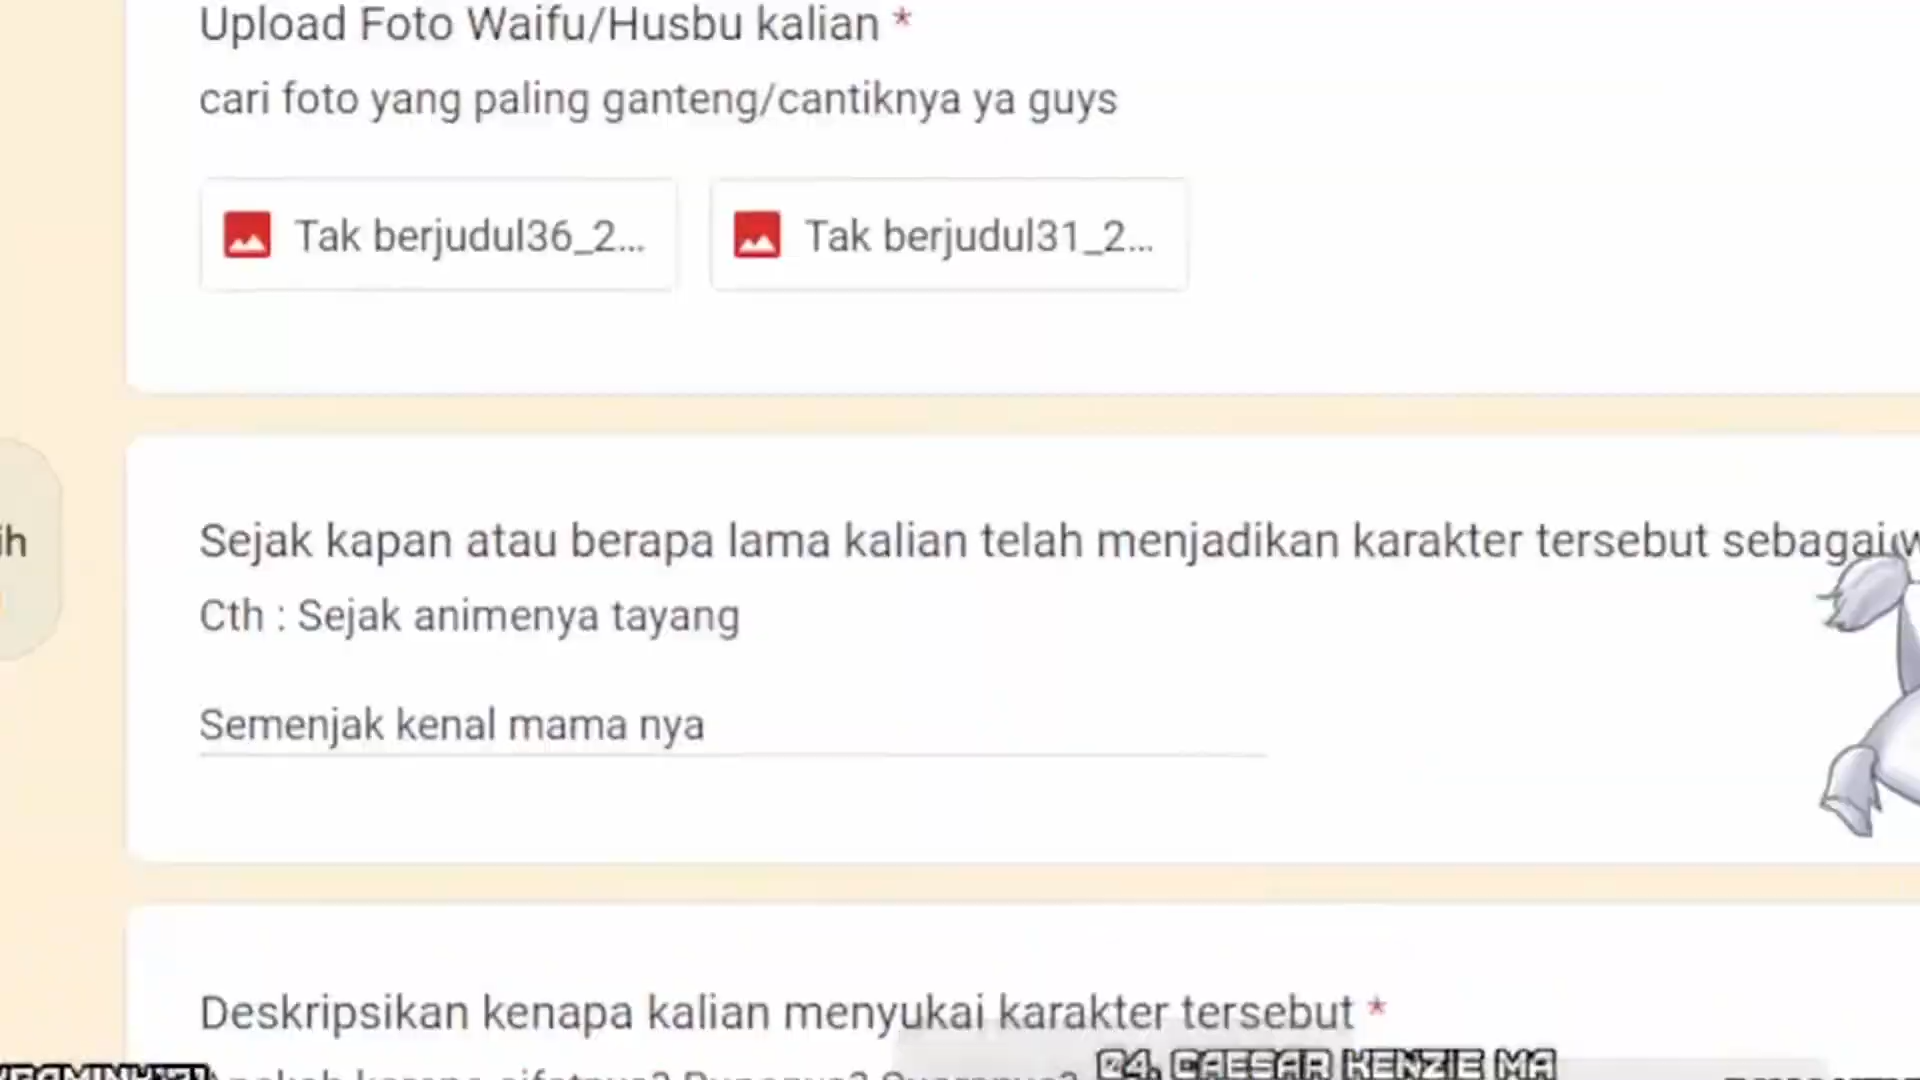 Upload Foto Waifu/Husbu kalian *
cari foto yang paling ganteng/cantiknya ya guys
Tak berjudul36_2... Tak berjudul31_2...
Sejak kapan atau berapa lama kalian telah menjadikan karakter tersebut sebagai
ih
Cth : Sejak animenya tayang
Semenjak kenal mama nya
Deskripsikan kenapa kalian menyukai karakter tersebut *
04. CAESAR KENZIE MA